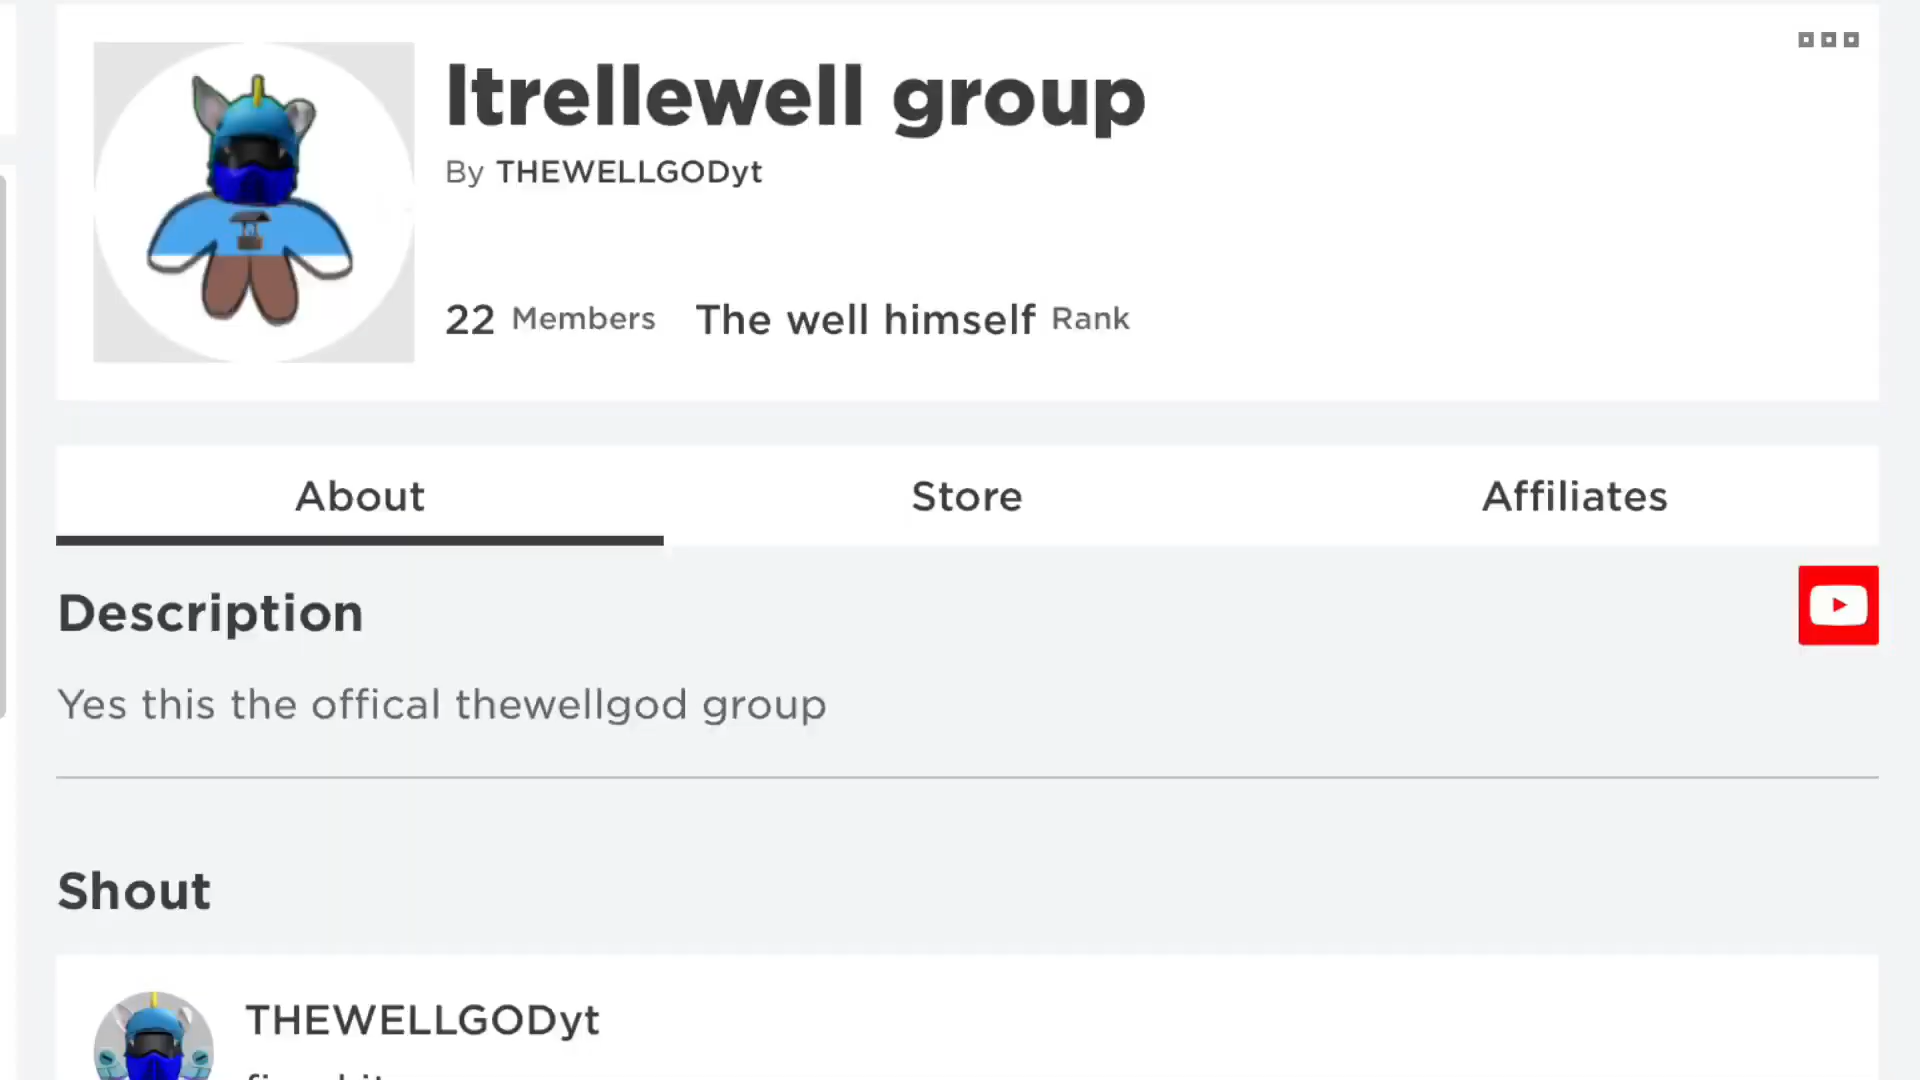 ltrellewell group
By THEWELLGODyt
22 Members The well himself Rank
About Store Affiliates
Description
Yes this the offical thewellgod group
Shout
THEWELLGODyt